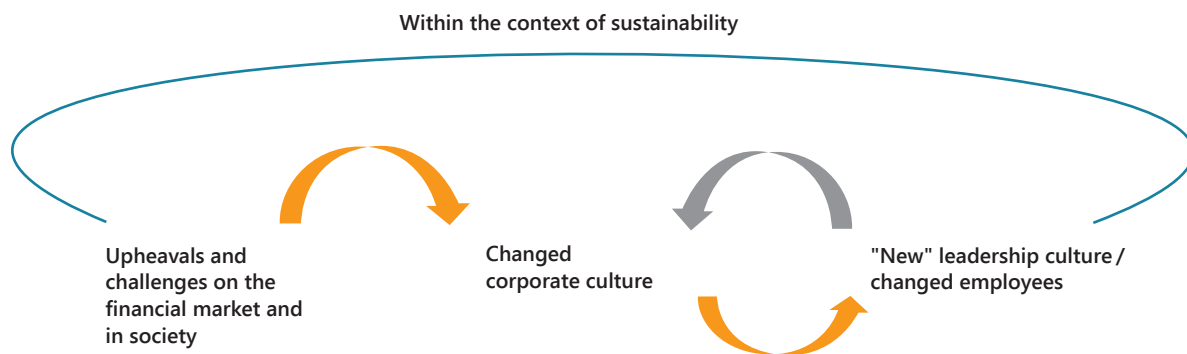 Within the context of sustainability
Upheavals and
challenges on the
financial market and
in society
Changed
corporate culture
"New" leadership culture /
changed employees